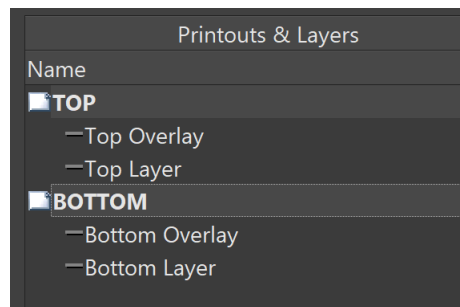 Printouts & Layers
Name
TOP
Top Overlay
Top Layer
BOTTOM
Bottom Overlay
Bottom Layer